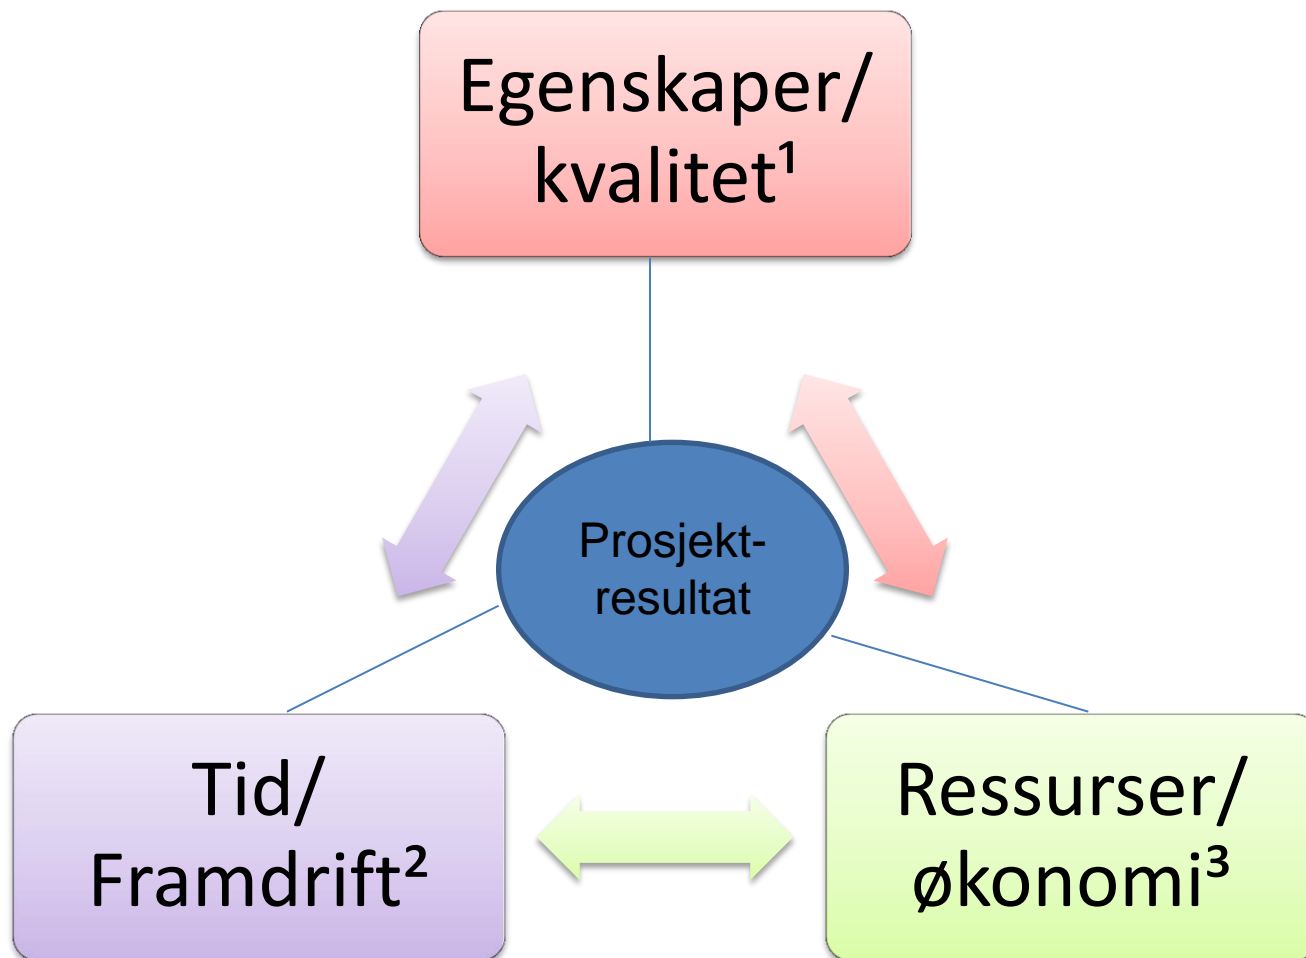 Egenskaper/
kvalitet¹
Prosjekt-
resultat
Tid/
Framdrift²
Ressurser/
økonomi³